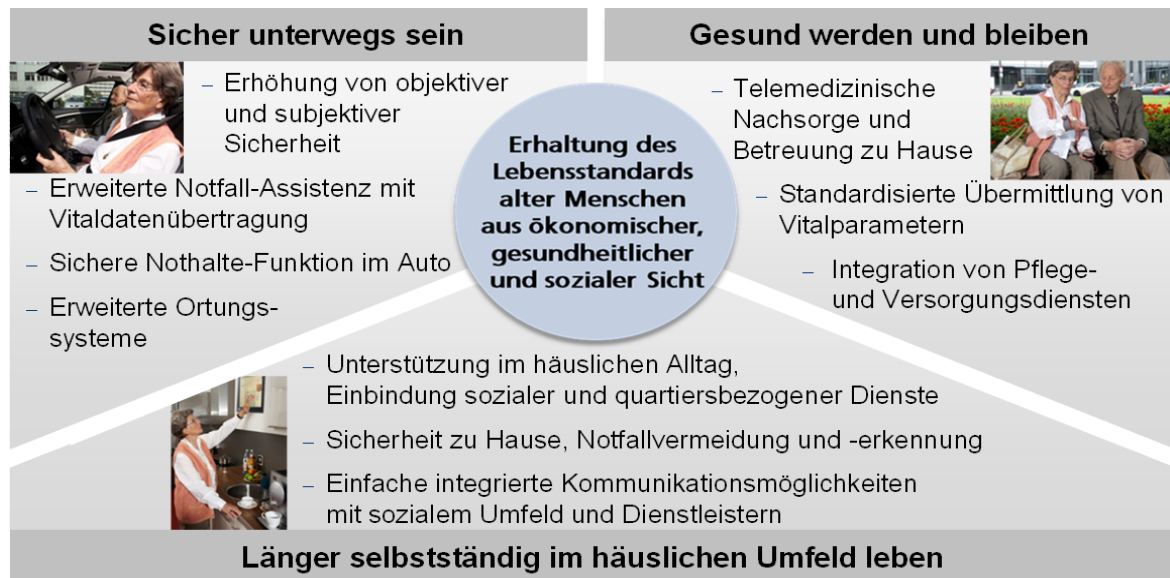 Sicher unterwegs sein
– Erhöhung von objektiver
und subjektiver
Sicherheit
– Erweiterte Notfall-Assistenz mit
Vitaldatenübertragung
– Sichere Nothalte-Funktion im Auto
– Erweiterte Ortungs-
systeme
Erhaltung des
Lebensstandards
alter Menschen
aus ökonomischer,
gesundheitlicher
und sozialer Sicht
Gesund werden und bleiben
– Telemedizinische
Nachsorge und
Betreuung zu Hause
– Standardisierte Übermittlung von
Vitalparametern
– Integration von Pflege-
und Versorgungsdiensten
– Unterstützung im häuslichen Alltag,
Einbindung sozialer und quartiersbezogener Dienste
– Sicherheit zu Hause, Notfallvermeidung und -erkennung
– Einfache integrierte Kommunikationsmöglichkeiten
mit sozialem Umfeld und Dienstleistern
Länger selbstständig im häuslichen Umfeld leben